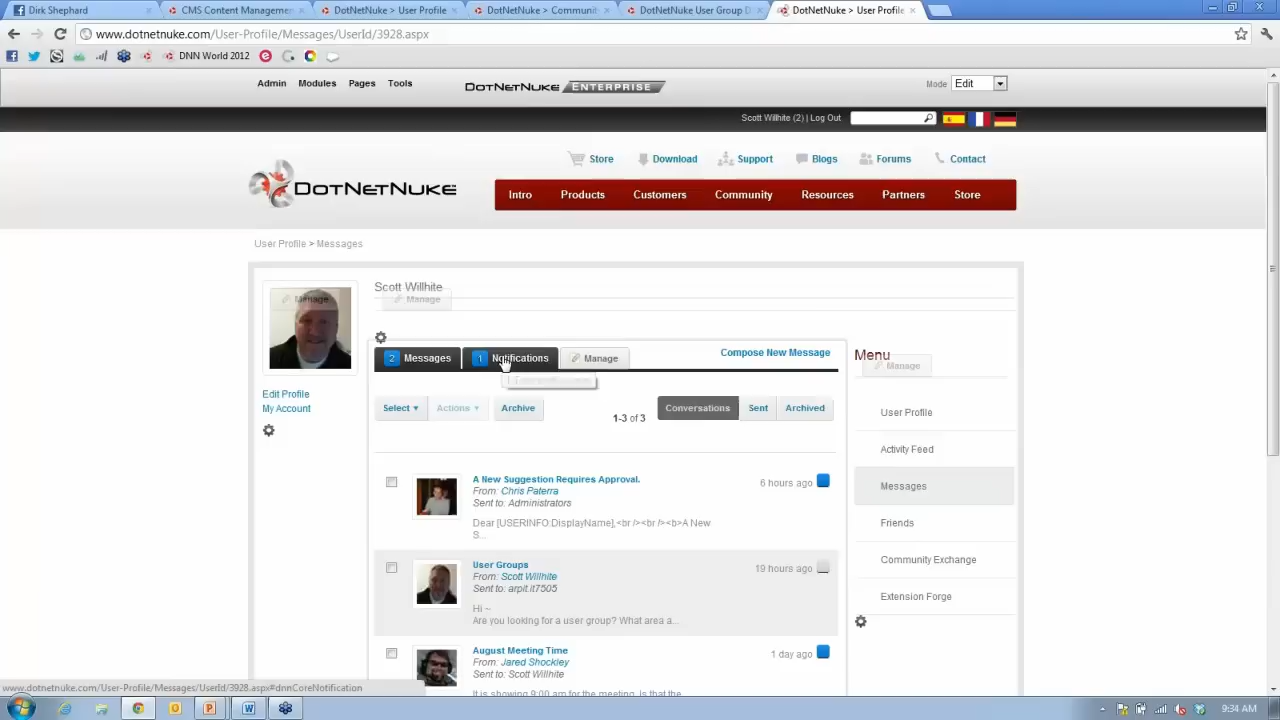 Dirk Shephard
CMS Content Managemen
DotNetNuke > User Profile
DotNetNuke > Communit
DotNetNuke User Group D
DotNetNuke > User Profile
www.dotnetnuke.com/User-Profile/Messages/UserId/3928.aspx
DNN World 2012
Admin Modules Pages Tools
DOTNETNUKE ENTERPRISE
Mode Edit
Scott Willhite (2) | Log Out
Store Download Support Blogs Forums Contact
DOTNETNUKE
Intro Products Customers Community Resources Partners Store
User Profile > Messages
Manage
Scott Willhite
Manage
2 Messages
1 Notifications
Manage
Compose New Message
Menu
Manage
Edit Profile
My Account
Select Actions Archive
1-3 of 3
Conversations Sent Archived
User Profile
Activity Feed
Messages
Friends
Community Exchange
Extension Forge
A New Suggestion Requires Approval.
From: Chris Paterra
Sent to: Administrators
6 hours ago
Dear [USERINFO:DisplayName],<br /><br /><b>A New
S...
User Groups
From: Scott Willhite
Sent to: arpit.it7505
19 hours ago
Hi ~
Are you looking for a user group? What area a...
August Meeting Time
From: Jared Shockley
Sent to: Scott Willhite
1 day ago
It is showing 9:00 am for the meeting, is that the
www.dotnetnuke.com/User-Profile/Messages/UserId/3928.aspx#dnnCoreNotification
9:34 AM